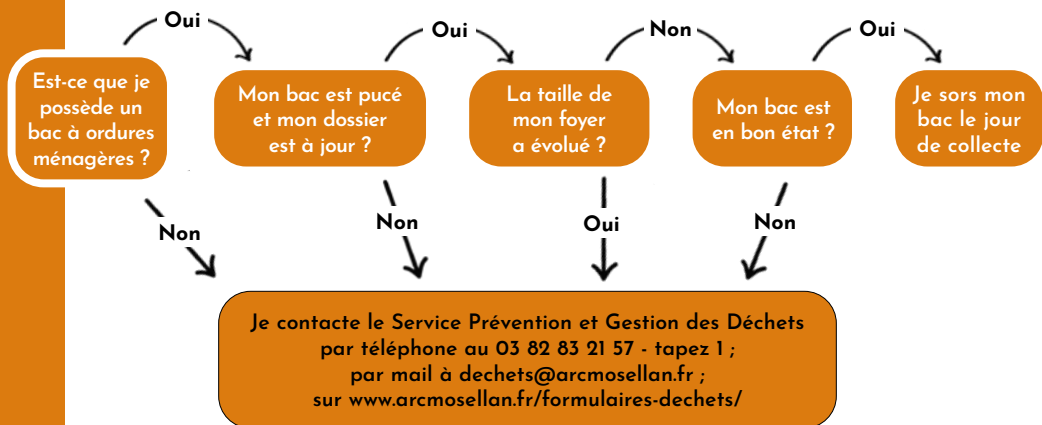 Oui
Oui
Non
Oui
Est-ce que je
possède un
bac à ordures
ménagères ?
Mon bac est pucé
et mon dossier
est à jour ?
La taille de
mon foyer
a évolué ?
Mon bac est
en bon état ?
Je sors mon
bac le jour
de collecte
Non
Non
Oui
Non
Je contacte le Service Prévention et Gestion des Déchets
par téléphone au 03 82 83 21 57 - tapez 1 ;
par mail à dechets@arcmosellan.fr ;
sur www.arcmosellan.fr/formulaires-dechets/